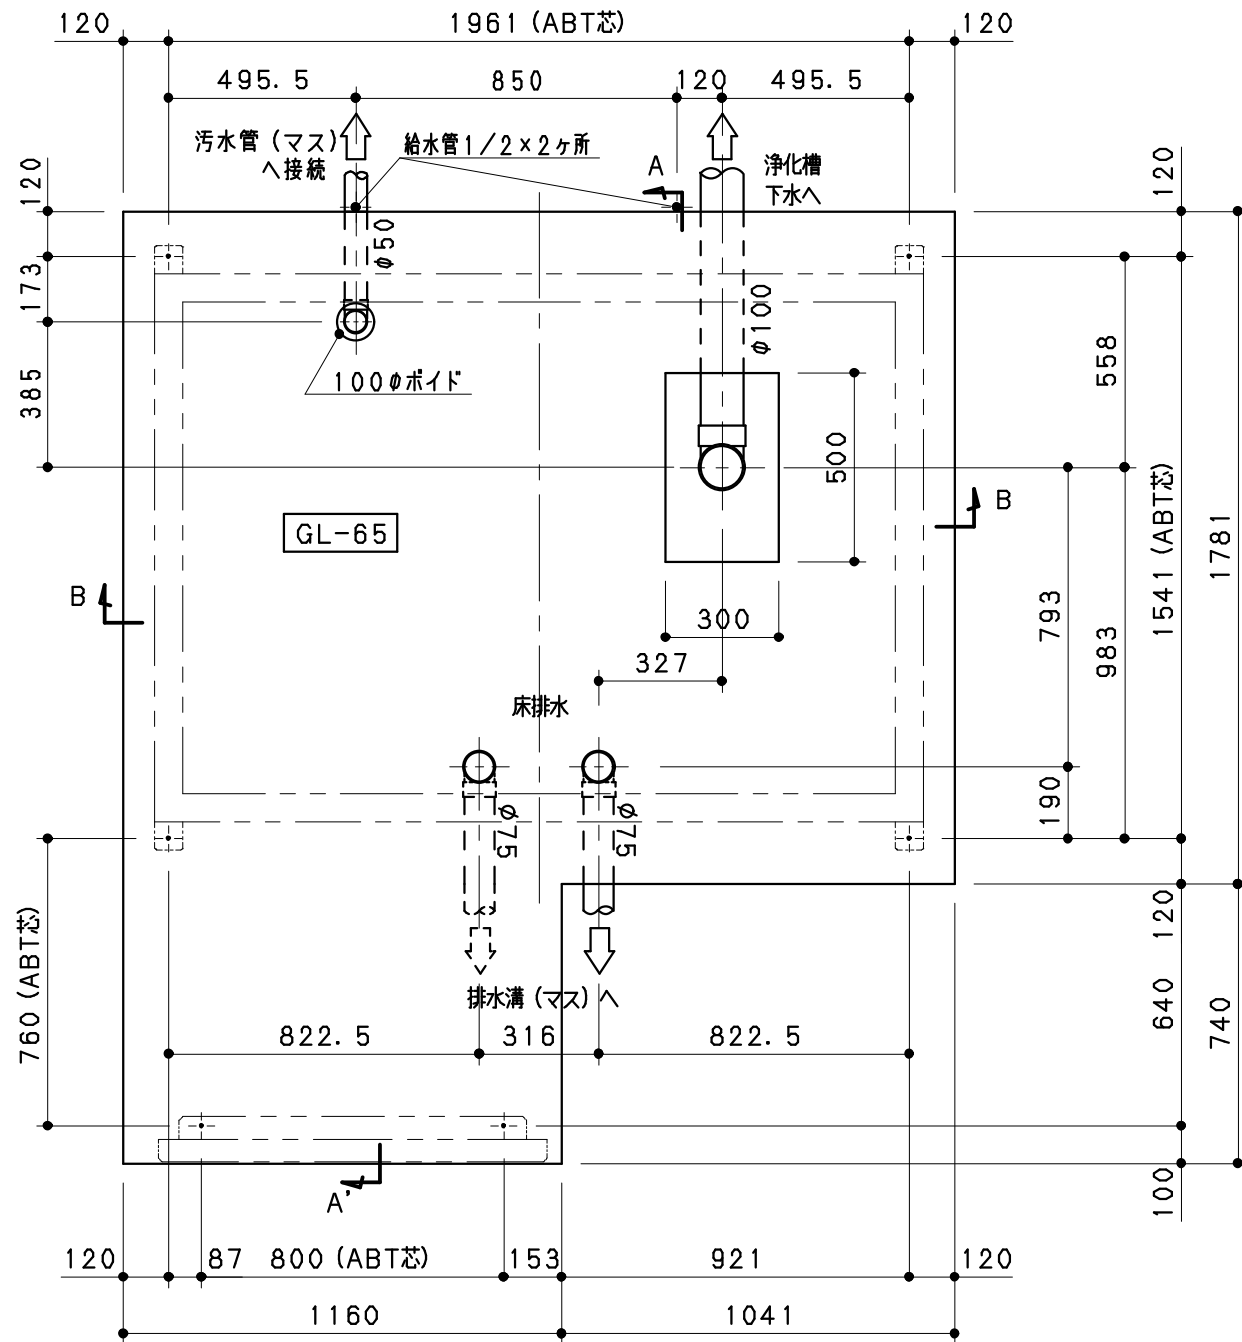 120
1961 (ABT芯)
120
495.5
850
120
495.5
汚水管 (マス)
へ接続
給水管1/2×2ヶ所
A
浄化槽
下水へ
120
120
φ50
173
φ100
558
100φボイド
385
500
GL-65
B
1541 (ABT芯)
1781
B
300
793
983
327
床排水
190
φ75
φ75
120
760 (ABT芯)
排水溝 (マス) へ
640
740
822.5
316
822.5
100
A'
120
87
800 (ABT芯)
153
921
120
1160
1041